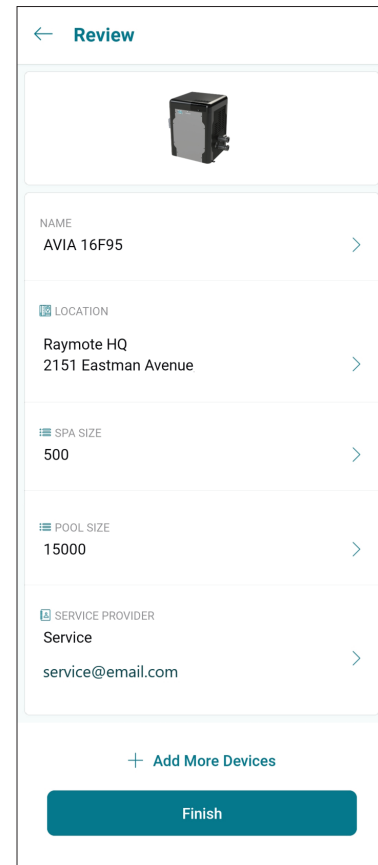 Review
NAME
AVIA 16F95
LOCATION
Raymote HQ
2151 Eastman Avenue
SPA SIZE
500
POOL SIZE
15000
SERVICE PROVIDER
Service
service@email.com
Add More Devices
Finish